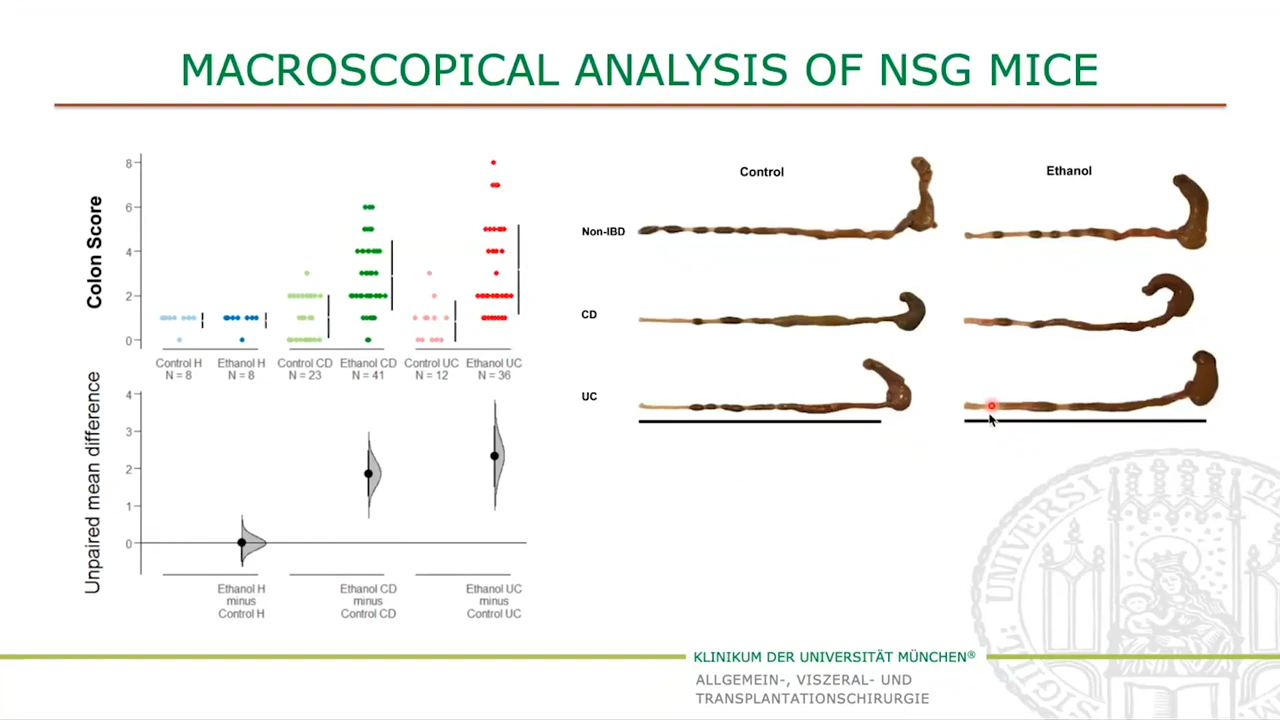 MACROSCOPICAL ANALYSIS OF NSG MICE
Colon Score
8
6
4
2
0
Control H
N = 8
Ethanol H
N = 8
Control CD
N = 23
Ethanol CD
N = 41
Control UC
N = 12
Ethanol UC
N = 36
Unpaired mean difference
4
3
2
1
0
Ethanol H
minus
Control H
Ethanol CD
minus
Control CD
Ethanol UC
minus
Control UC
Control
Ethanol
Non-IBD
CD
UC
KLINIKUM DER UNIVERSITÄT MÜNCHEN®
ALLGEMEIN-, VISZERAL- UND
TRANSPLANTATIONSCHIRURGIE